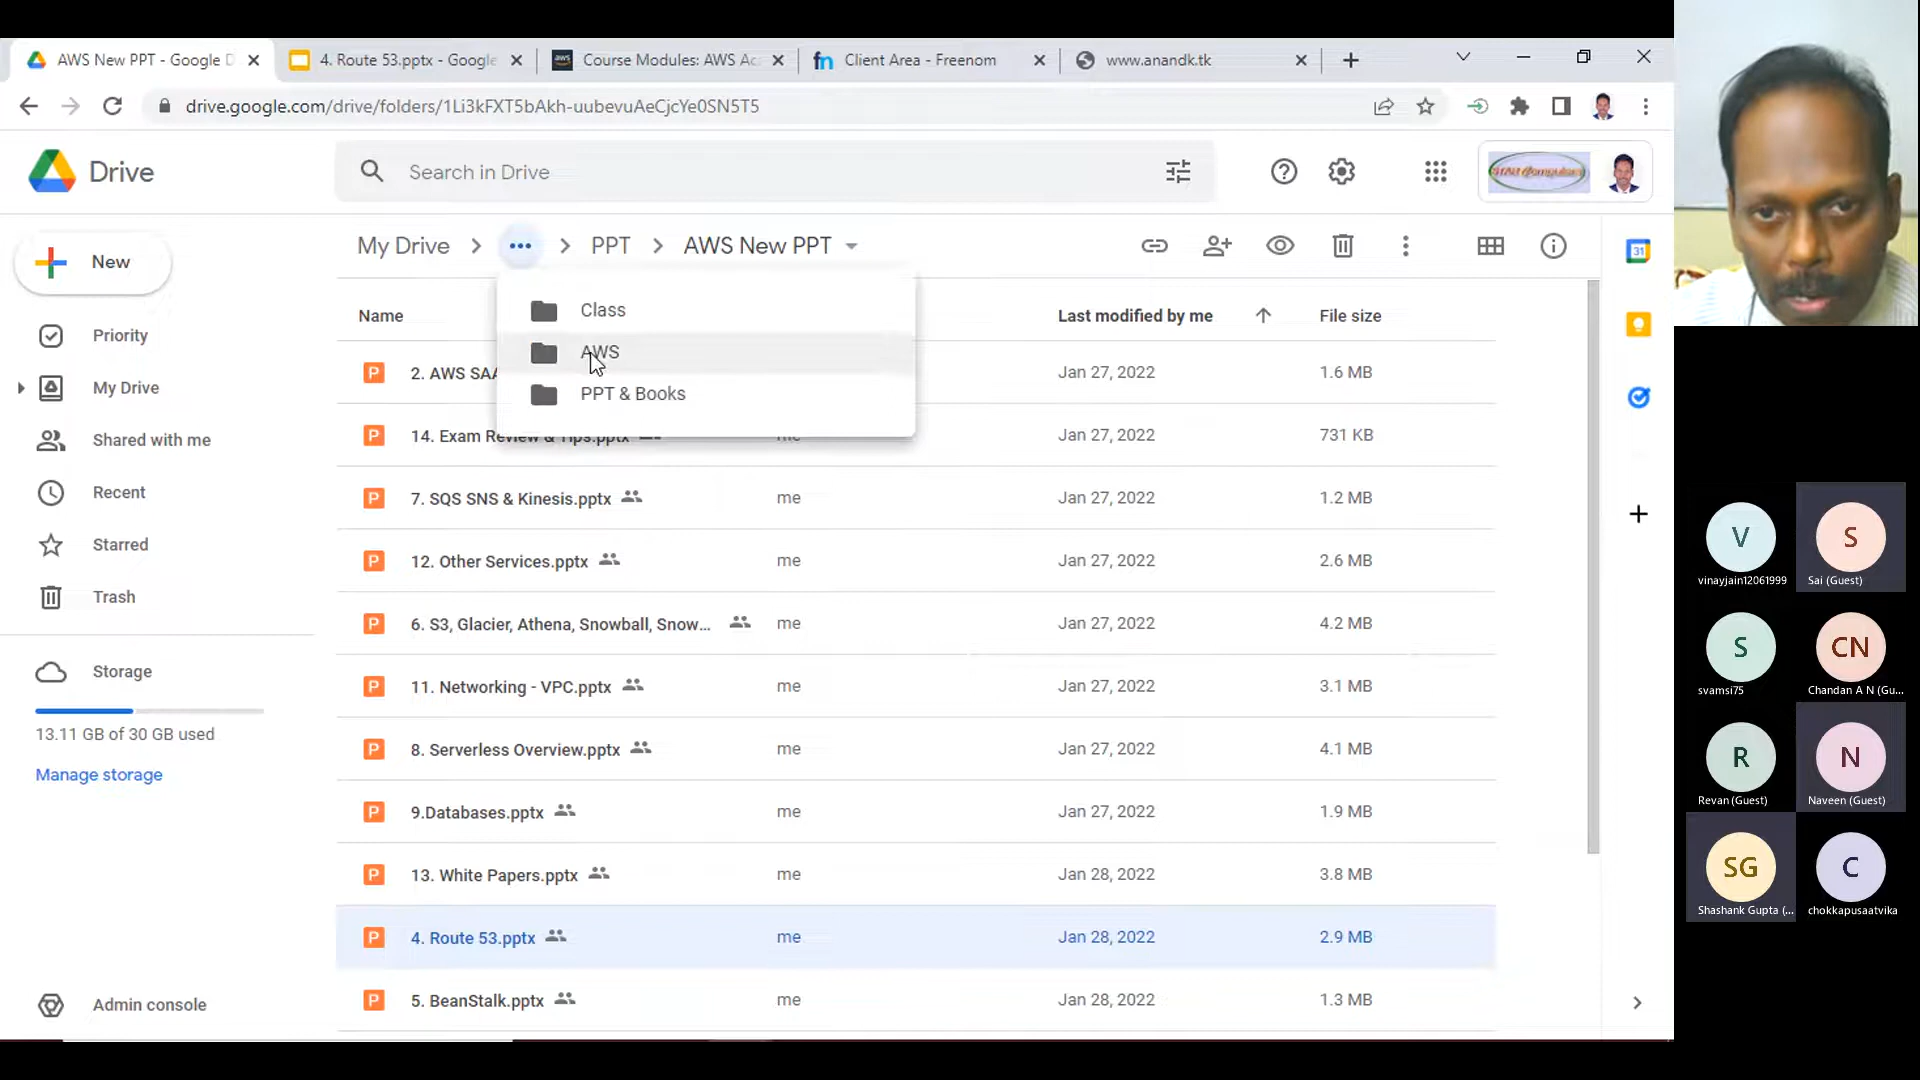 AWS New PPT - Google D
4. Route 53.pptx - Google
aws
Course Modules: AWS Ac
fn
Client Area - Freenom
www.anandk.tk
drive.google.com/drive/folders/1Li3kFXT5bAkh-uubevuAeCjcYe0SN5T5
Drive
Search in Drive
STAR Computers
New
My Drive
PPT
AWS New PPT
31
Class
AWS
PPT & Books
Name
Last modified by me
File size
Priority
My Drive
Shared with me
Recent
Starred
Trash
Storage
13.11 GB of 30 GB used
Manage storage
Admin console
P 2. AWS SAA Jan 27, 2022 1.6 MB
P 14. Exam Review & Tips.pptx me Jan 27, 2022 731 KB
P 7. SQS SNS & Kinesis.pptx me Jan 27, 2022 1.2 MB
P 12. Other Services.pptx me Jan 27, 2022 2.6 MB
P 6. S3, Glacier, Athena, Snowball, Snow... me Jan 27, 2022 4.2 MB
P 11. Networking - VPC.pptx me Jan 27, 2022 3.1 MB
P 8. Serverless Overview.pptx me Jan 27, 2022 4.1 MB
P 9.Databases.pptx me Jan 27, 2022 1.9 MB
P 13. White Papers.pptx me Jan 28, 2022 3.8 MB
P 4. Route 53.pptx me Jan 28, 2022 2.9 MB
P 5. BeanStalk.pptx me Jan 28, 2022 1.3 MB
V
vinayjain12061999
S
Sai (Guest)
S
svamsi75
CN
Chandan A N (Gu...
R
Revan (Guest)
N
Naveen (Guest)
SG
Shashank Gupta (...
C
chokkapusaatvika